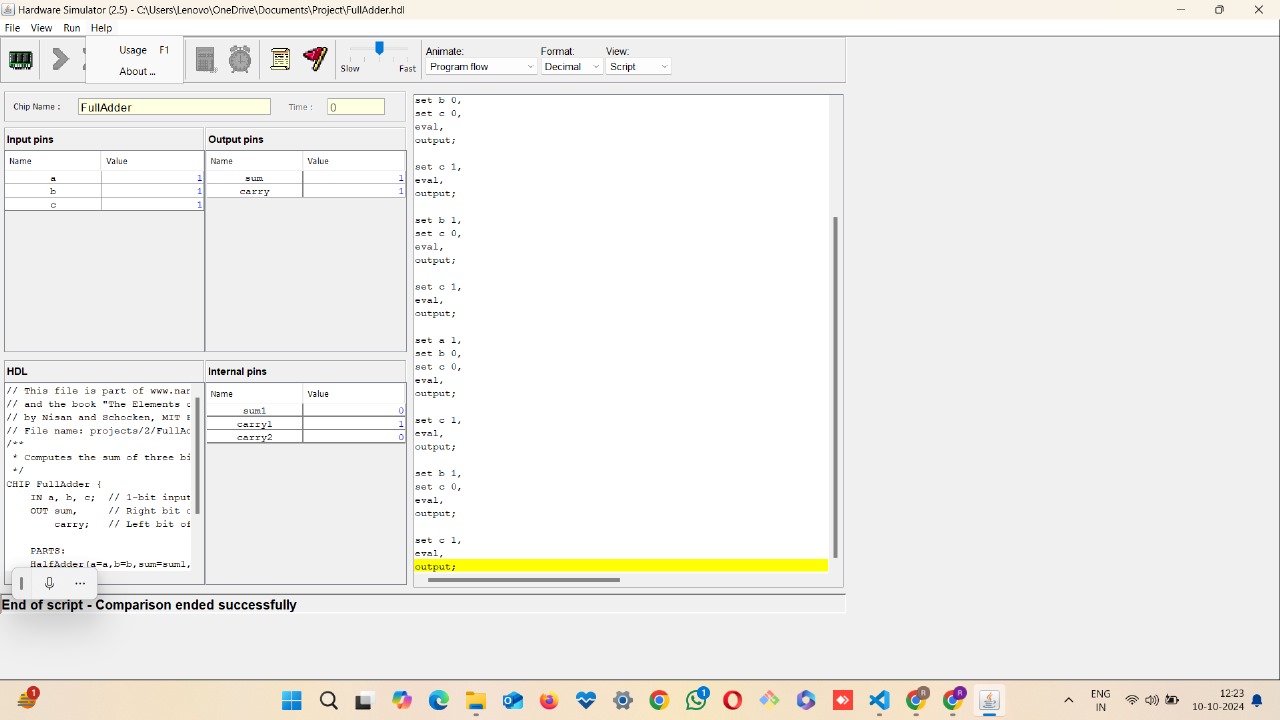 Hardware Simulator (2.5) - C:\Users\Lenovo\OneDrive\Documents\Project\FullAdder.hdl
File View Run Help
Usage F1
About ...
Slow Fast
Animate: Format: View:
Program flow Decimal Script
Chip Name : FullAdder Time : 0
Input pins
Name Value
a 1
b 1
c 1
Output pins
Name Value
sum 1
carry 1
HDL
// This file is part of www.nar
// and the book "The Elements c
// by Nisan and Schocken, MIT
// File name: projects/2/FullAc
/**
* Computes the sum of three bi
*/
CHIP FullAdder {
IN a, b, c; // 1-bit input
OUT sum, // Right bit
carry; // Left bit of
PARTS:
HalfAdder(a=a,b=b,sum=sum1,
Internal pins
Name Value
sum1 0
carry1 1
carry2 0
set b 0,
set c 0,
eval,
output;
set c 1,
eval,
output;
set b 1,
set c 0,
eval,
output;
set c 1,
eval,
output;
set a 1,
set b 0,
set c 0,
eval,
output;
set c 1,
eval,
output;
set b 1,
set c 0,
eval,
output;
set c 1,
eval,
output;
End of script - Comparison ended successfully
1
1
R
R
ENG
IN
12:23
10-10-2024